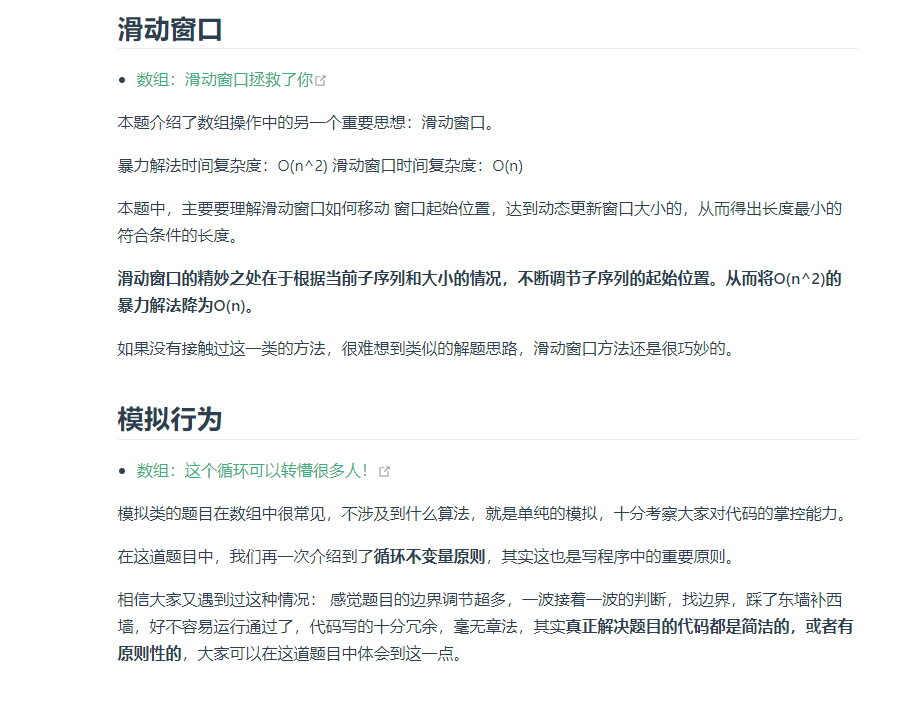 滑动窗口
数组：滑动窗口拯救了你
本题介绍了数组操作中的另一个重要思想：滑动窗口。
暴力解法时间复杂度：O(n^2) 滑动窗口时间复杂度：O(n)
本题中，主要要理解滑动窗口如何移动 窗口起始位置，达到动态更新窗口大小的，从而得出长度最小的
符合条件的长度。
滑动窗口的精妙之处在于根据当前子序列和大小的情况，不断调节子序列的起始位置。从而将O(n^2)的
暴力解法降为O(n)。
如果没有接触过这一类的方法，很难想到类似的解题思路，滑动窗口方法还是很巧妙的。
模拟行为
数组：这个循环可以转懵很多人！
模拟类的题目在数组中很常见，不涉及到什么算法，就是单纯的模拟，十分考察大家对代码的掌控能力。
在这道题目中，我们再一次介绍到了循环不变量原则，其实这也是写程序中的重要原则。
相信大家又遇到过这种情况： 感觉题目的边界调节超多，一波接着一波的判断，找边界，踩了东墙补西
墙，好不容易运行通过了，代码写的十分冗余，毫无章法，其实真正解决题目的代码都是简洁的，或者有
原则性的，大家可以在这道题目中体会到这一点。